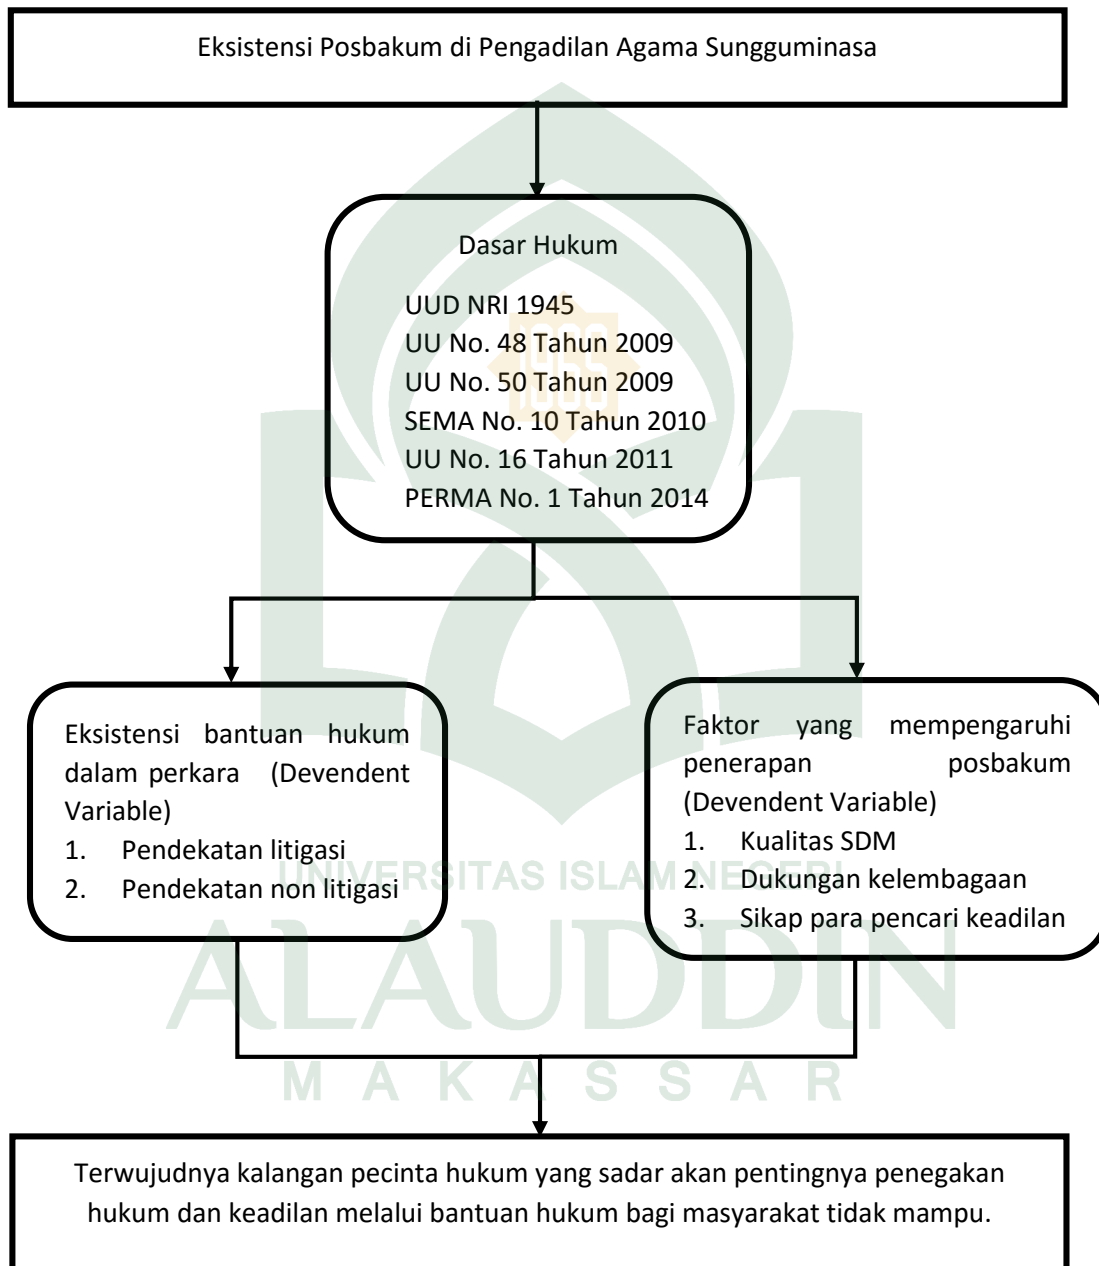 Eksistensi Posbakum di Pengadilan Agama Sungguminasa
Dasar Hukum
UUD NRI 1945
UU No. 48 Tahun 2009
UU No. 50 Tahun 2009
SEMA No. 10 Tahun 2010
UU No. 16 Tahun 2011
PERMA No. 1 Tahun 2014
1965
Eksistensi bantuan hukum
dalam perkara (Devendent
Variable)
1. Pendekatan litigasi
2. Pendekatan non litigasi
Faktor yang mempengaruhi
penerapan posbakum
(Devendent Variable)
1. Kualitas SDM
2. Dukungan kelembagaan
3. Sikap para pencari keadilan
UNIVERSITAS ISLAM NEGERI
ALAUDDIN
MAKASSAR
Terwujudnya kalangan pecinta hukum yang sadar akan pentingnya penegakan
hukum dan keadilan melalui bantuan hukum bagi masyarakat tidak mampu.